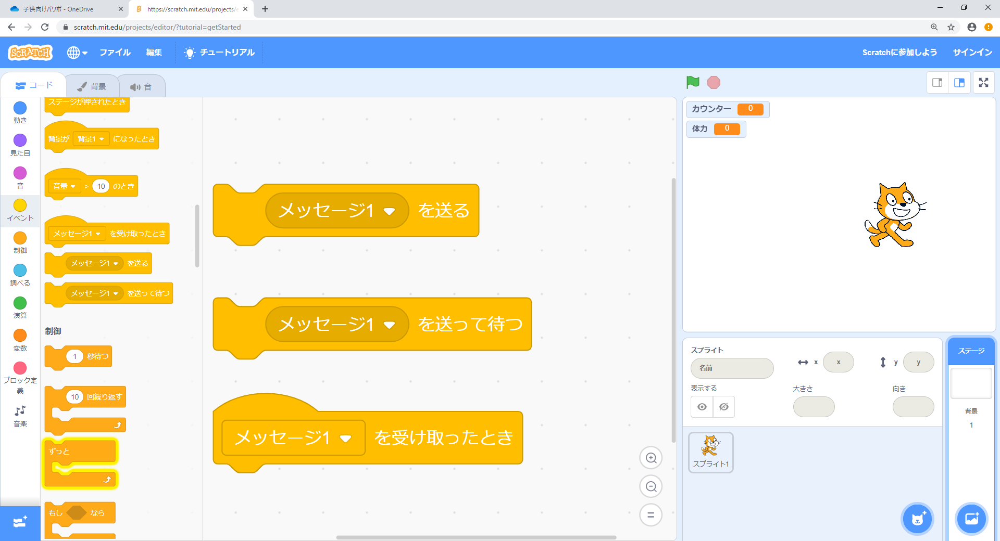 子供向けパワポ - OneDrive
https://scratch.mit.edu/projects/e
scratch.mit.edu/projects/editor/?tutorial=getStarted
SCRATCH
ファイル
編集
チュートリアル
Scratchに参加しよう
サインイン
コード
背景
音
動き
見た目
音
イベント
制御
調べる
演算
変数
ブロック定
義
音楽
ステージが押されたとき
背景が 背景1 になったとき
音量 > 10 のとき
メッセージ1 を受け取ったとき
メッセージ1 を送る
メッセージ1 を送って待つ
制御
1 秒待つ
10 回繰り返す
ずっと
もし なら
メッセージ1 を送る
メッセージ1 を送って待つ
メッセージ1 を受け取ったとき
カウンター 0
体力 0
スプライト
名前
x x
y y
表示する
大きさ
向き
スプライト1
ステージ
背景
1